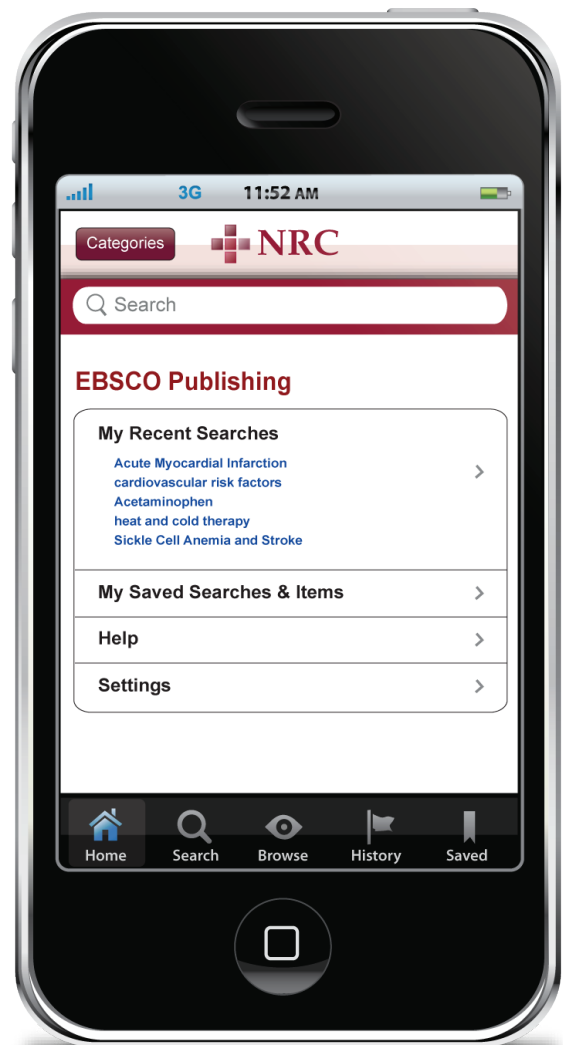 3G 11:52 AM
Categories NRC
Search
EBSCO Publishing
My Recent Searches
Acute Myocardial Infarction
cardiovascular risk factors
Acetaminophen
heat and cold therapy
Sickle Cell Anemia and Stroke
My Saved Searches & Items
Help
Settings
Home Search Browse History Saved